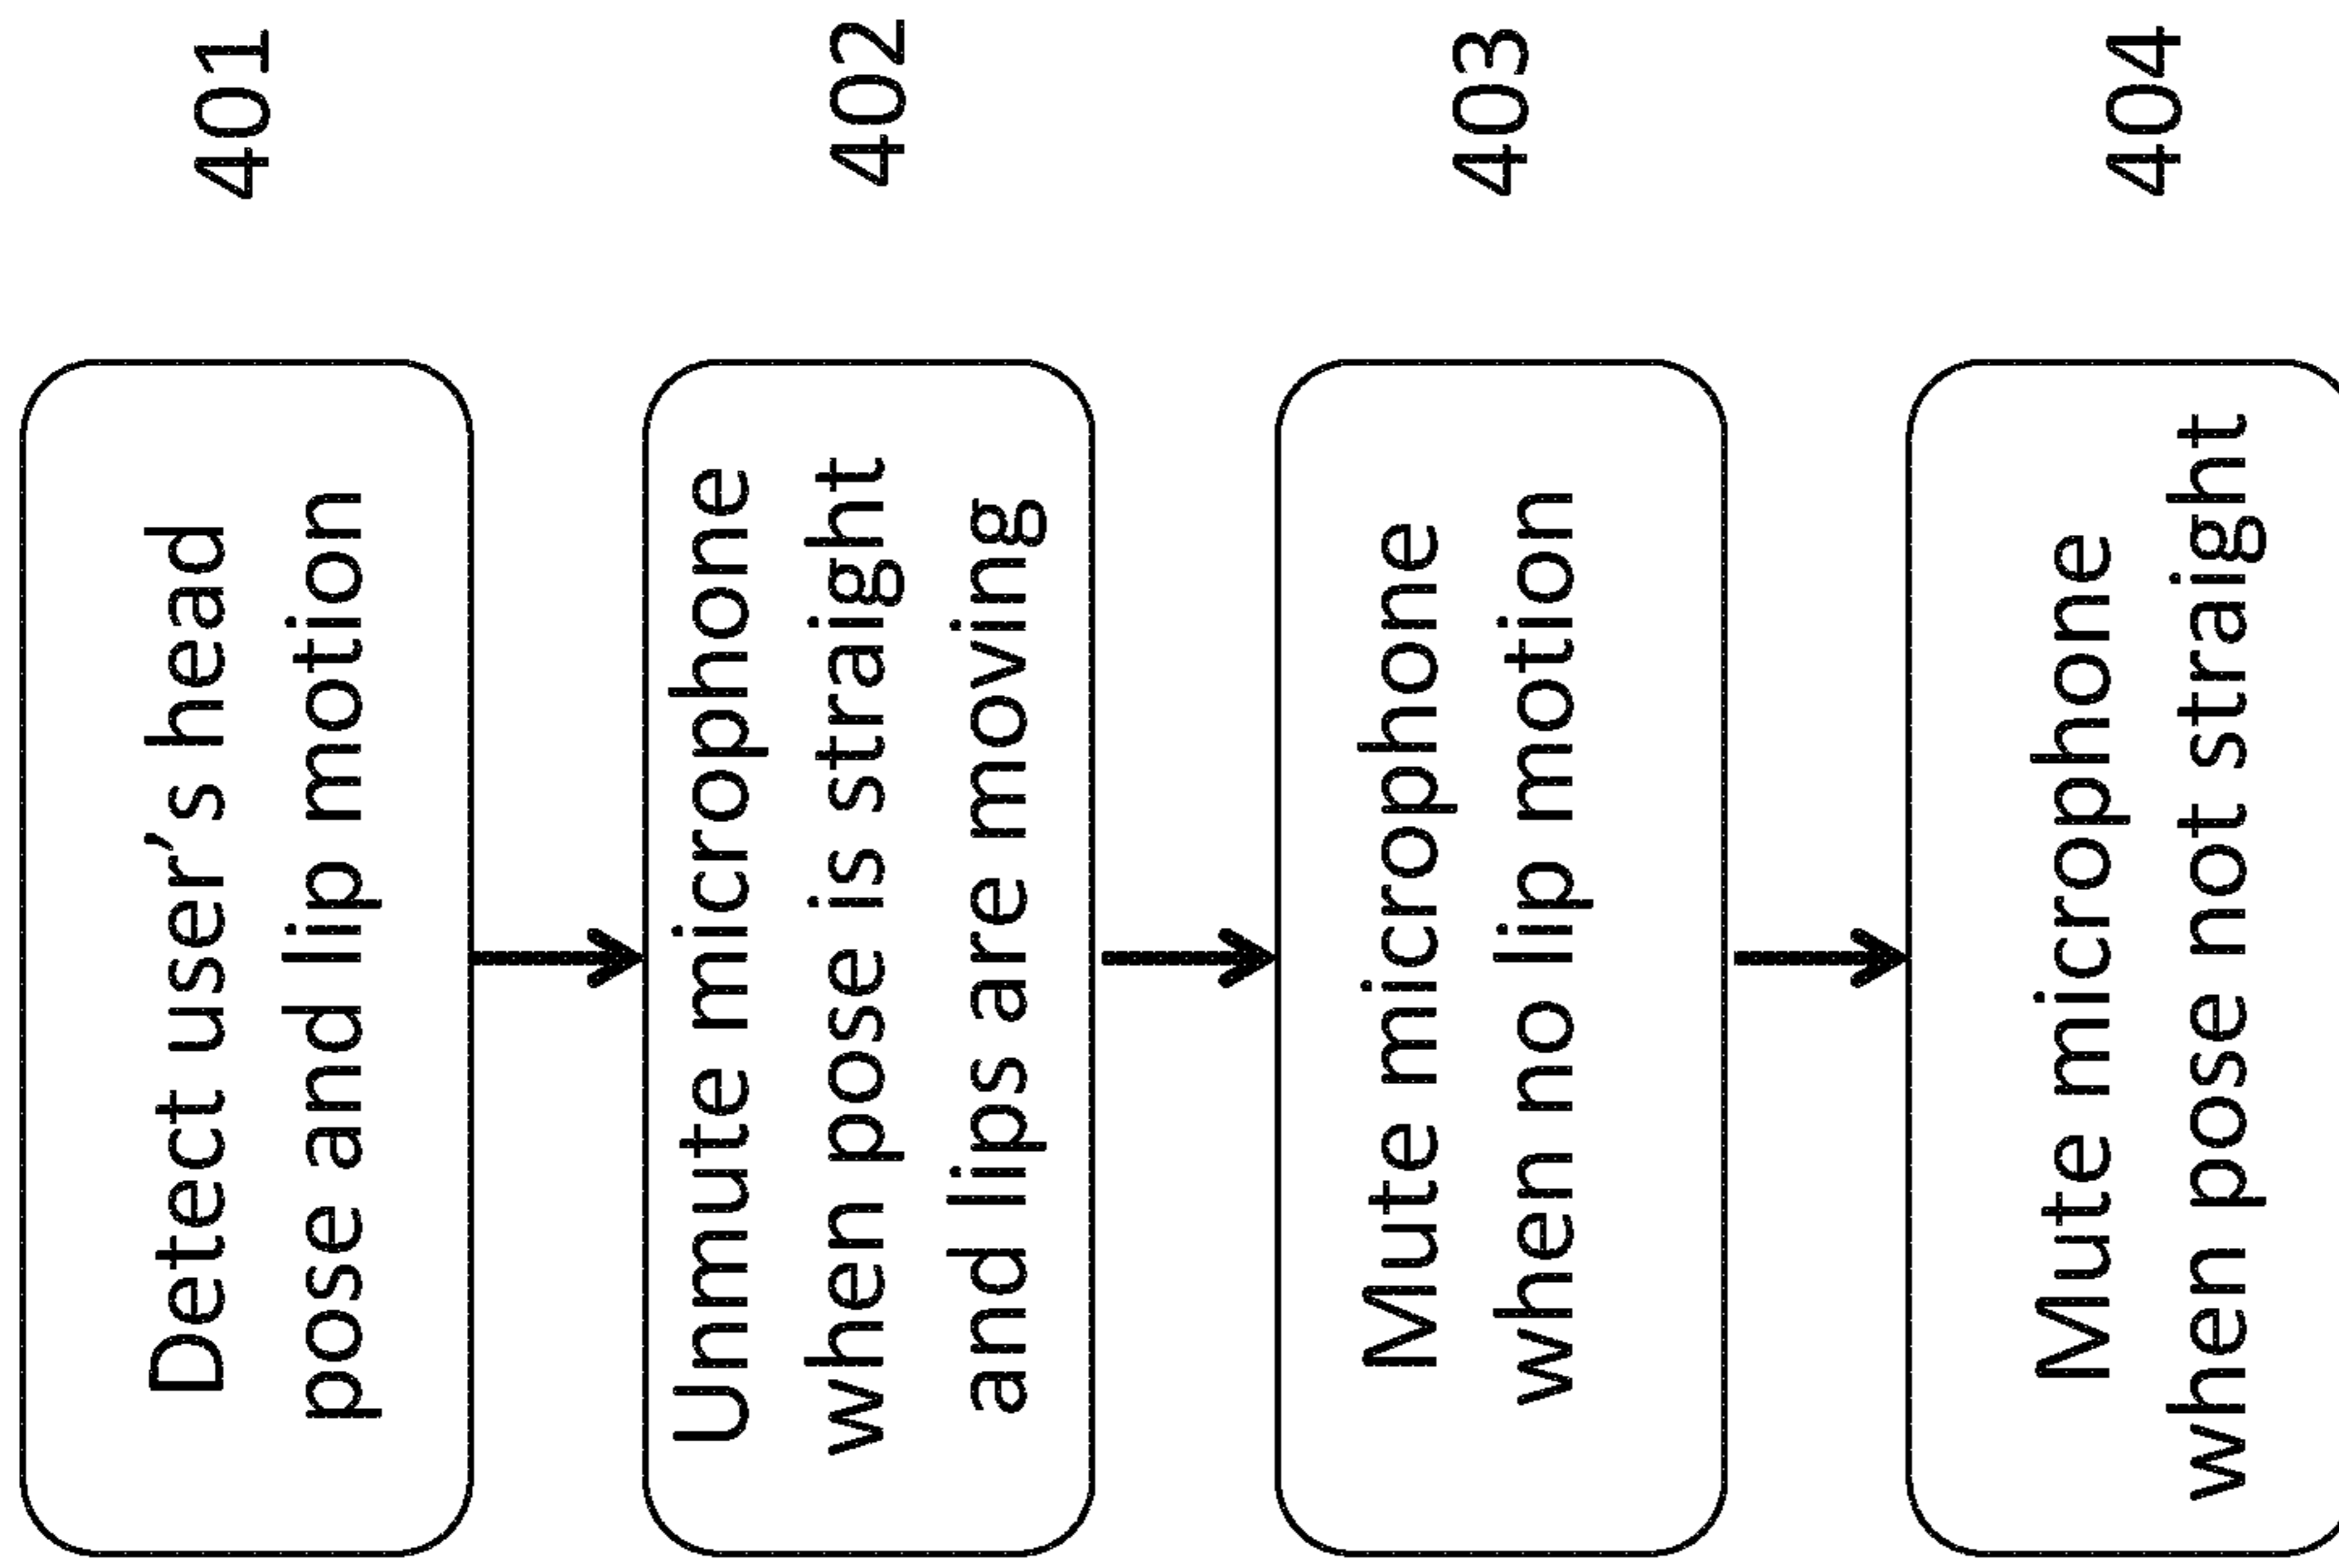 Detect user’s head
pose and lip motion
401
Unmute microphone
when pose is straight
and lips are moving
402
Mute microphone
when no lip motion
403
Mute microphone
when pose not straight
404